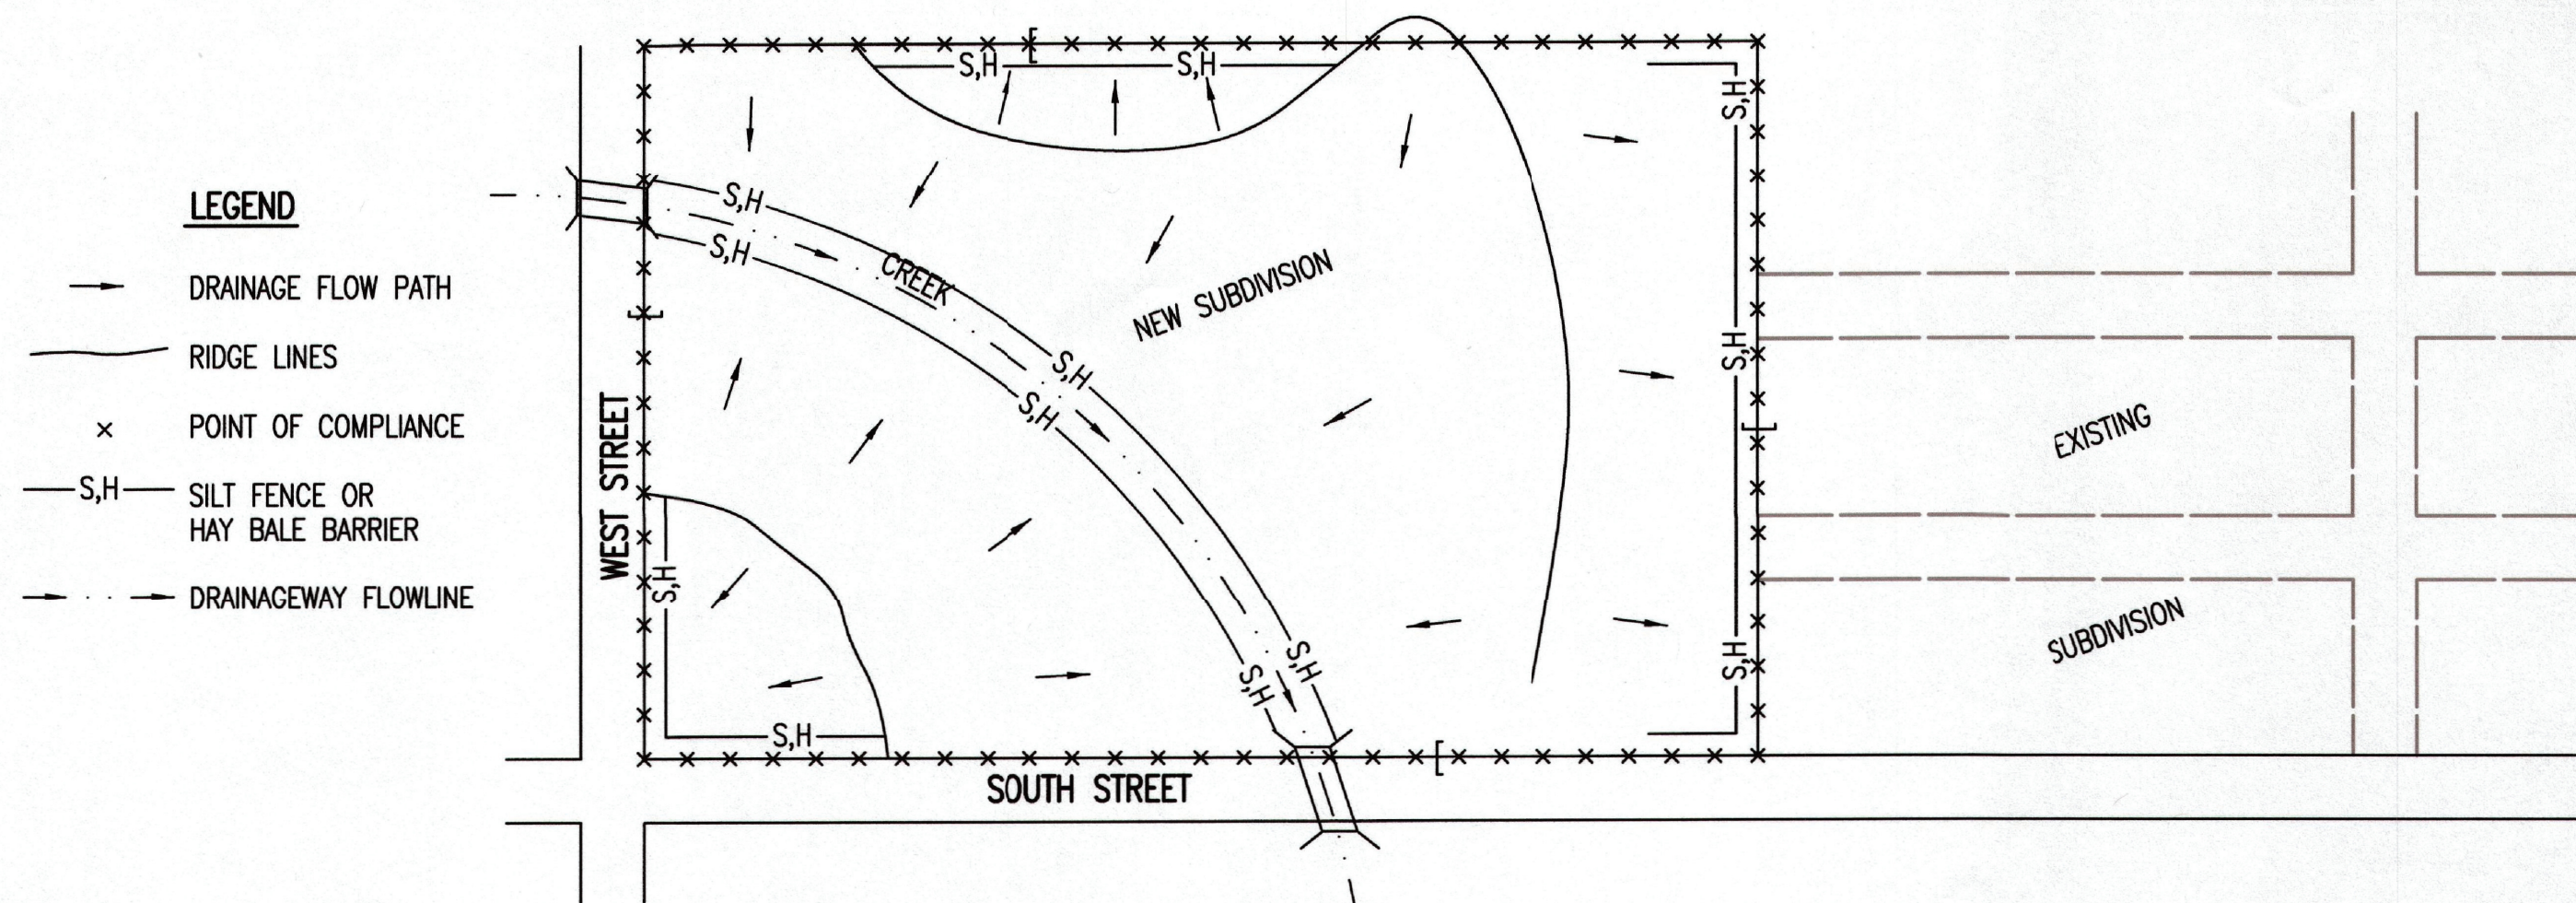 LEGEND
DRAINAGE FLOW PATH
RIDGE LINES
POINT OF COMPLIANCE
S,H
SILT FENCE OR
HAY BALE BARRIER
DRAINAGEWAY FLOWLINE
S,H
S,H
S,H
S,H
S,H
CREEK
NEW SUBDIVISION
S,H
S,H
S,H
WEST STREET
EXISTING
S,H
SUBDIVISION
S,H
S,H
S,H
S,H
SOUTH STREET